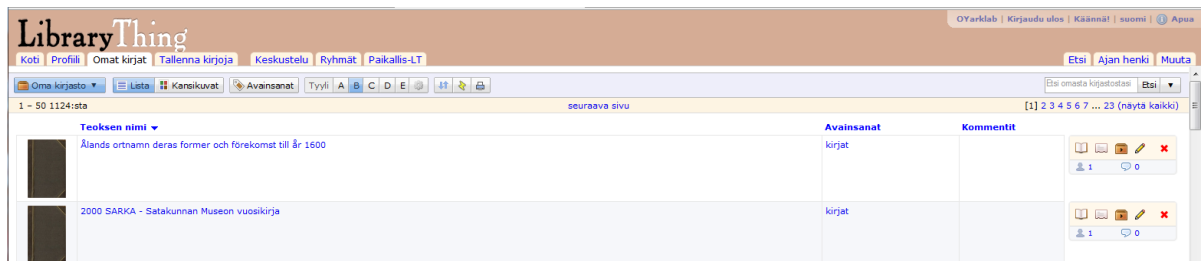 OYarklab | Kirjaudu ulos | Käännä! | suomi | Apua
LibraryThing
Koti Profiili Omat kirjat Tallenna kirjoja Keskustelu Ryhmät Paikallis-LT Etsi Ajan henki Muuta
Oma kirjasto ▼ Lista Kansikuvat Avainsanat Tyyli A B C D E Etsi omasta kirjastostasi Etsi ▼
1 – 50 1124:sta seuraava sivu [1] 2 3 4 5 6 7 ... 23 (näytä kaikki)
Teoksen nimi Avainsanat Kommentit
Ålands ortnamn deras former och förekomst till år 1600 kirjat
1 0
2000 SARKA - Satakunnan Museon vuosikirja kirjat
1 0